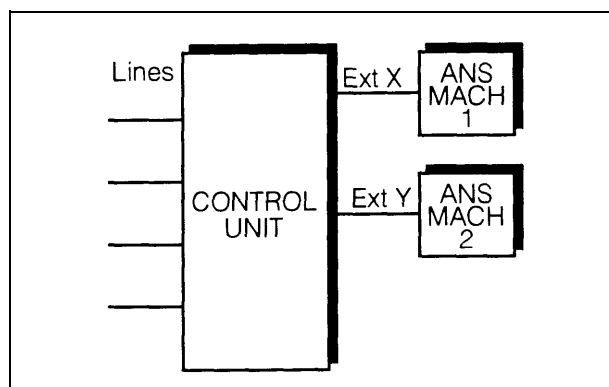 Lines
CONTROL
UNIT
Ext X
ANS
MACH
1
Ext Y
ANS
MACH
2